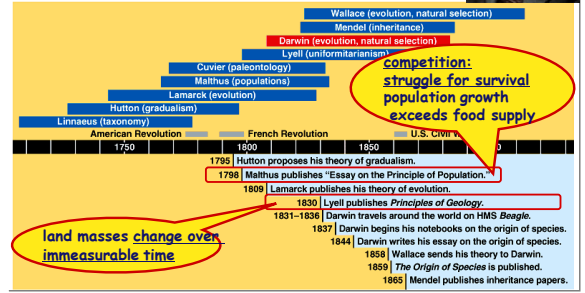 Wallace (evolution, natural selection)
Mendel (inheritance)
Darwin (evolution, natural selection)
Lyell (uniformitarianism)
Cuvier (paleontology)
Malthus (populations)
Lamarck (evolution)
Hutton (gradualism)
Linnaeus (taxonomy)
competition:
struggle for survival
population growth
exceeds food supply
American Revolution French Revolution U.S. Civil
1750 1800 1850
1795 Hutton proposes his theory of gradualism.
1798 Malthus publishes “Essay on the Principle of Population.”
1809 Lamarck publishes his theory of evolution.
1830 Lyell publishes Principles of Geology.
1831–1836 Darwin travels around the world on HMS Beagle.
1837 Darwin begins his notebooks on the origin of species.
1844 Darwin writes his essay on the origin of species.
1858 Wallace sends his theory to Darwin.
1859 The Origin of Species is published.
1865 Mendel publishes inheritance papers.
land masses change over
immeasurable time